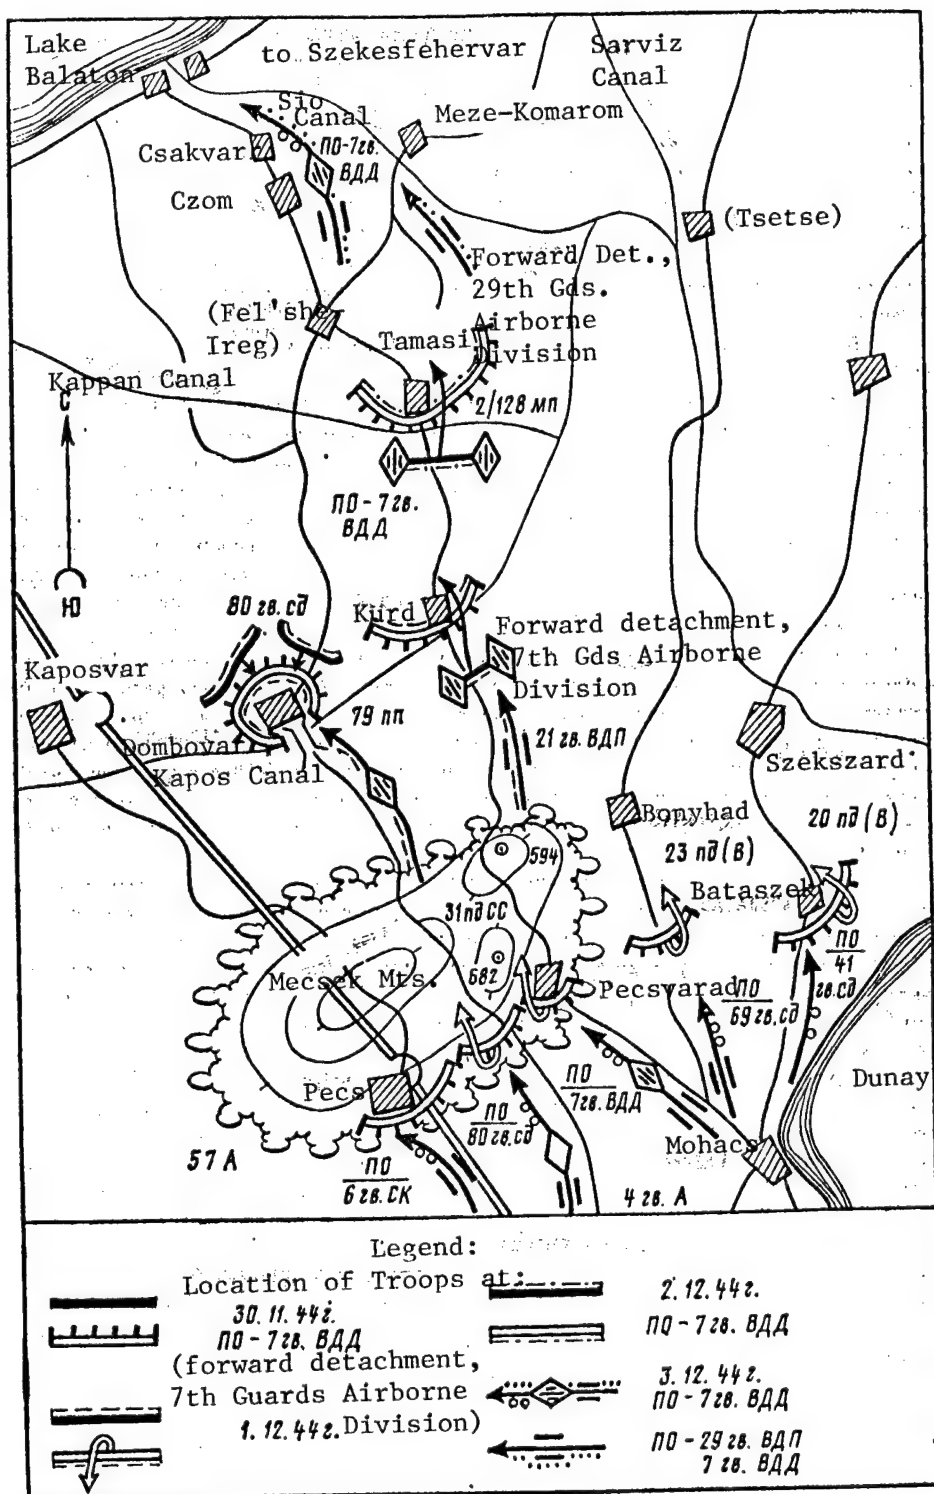 Lake
Balaton
to Szekesfehervar
Sarviz
Canal
Sio
Canal
Meze-Komarom
ПО-7гв.
ВДД
Csakvar
Czom
(Tsetse)
Forward Det.,
29th Gds.
Airborne
Division
(Fel'sher
Ireg)
Tamasi
Kappan Canal
2/128 мп
С
Ю
ПО-7гв.
ВДД
80 гв. сд
Kurd
Forward detachment,
7th Gds Airborne
Division
Kaposvar
79 пп
21 гв. ВДП
Dombovar
Kapos Canal
Szekszard
Bonyhad
20 пд (В)
23 пд (В)
594
Bataszek
31 пд СС
ПО
41
гв.сд
682
Mecsek Mts.
Pecsvarad
ПО
69 гв.сд
Pecs
ПО
7гв. ВДД
Dunay
ПО
80 гв.сд
Mohacs
57 А
ПО
6 гв. СК
4 гв. А
Legend:
Location of Troops at:
30. 11. 44г.
ПО-7гв. ВДД
(forward detachment,
7th Guards Airborne
Division)
1. 12. 44г.
2. 12. 44г.
ПО-7гв. ВДД
3. 12. 44г.
ПО-7гв. ВДД
ПО-29 гв. ВДП
7 гв. ВДД